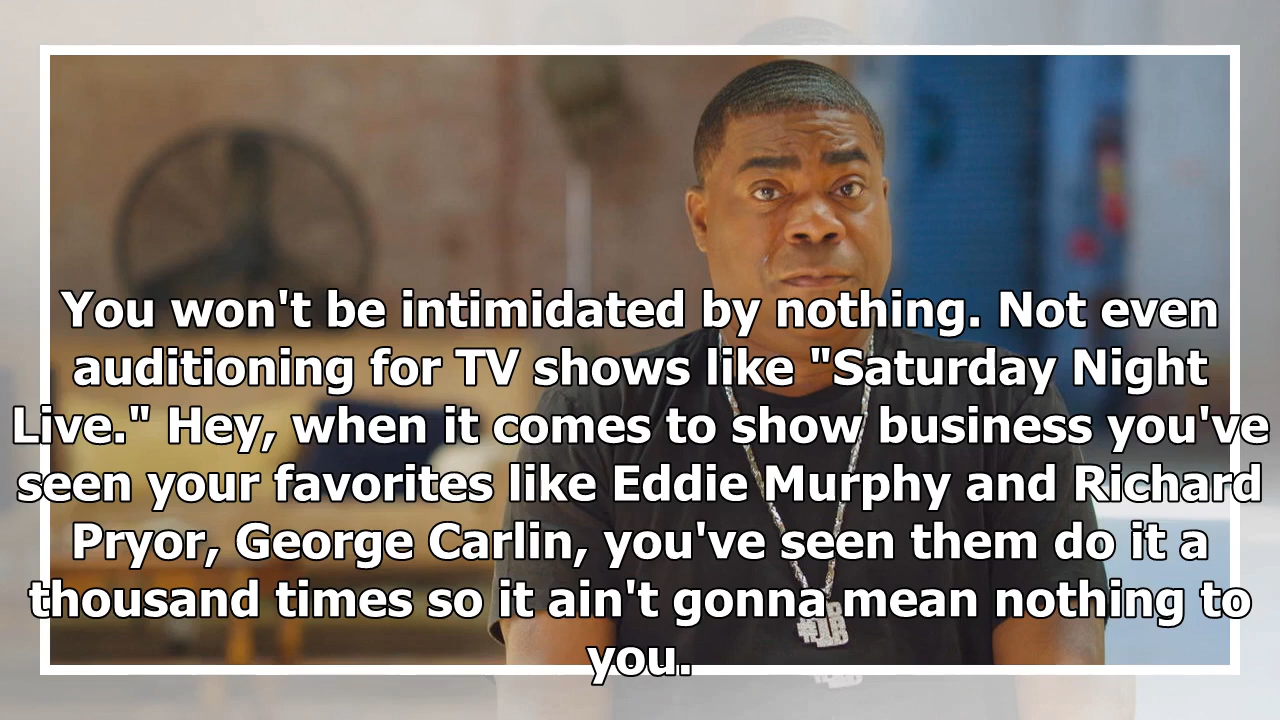 You won't be intimidated by nothing. Not even
auditioning for TV shows like "Saturday Night
Live." Hey, when it comes to show business you've
seen your favorites like Eddie Murphy and Richard
Pryor, George Carlin, you've seen them do it a
thousand times so it ain't gonna mean nothing to
you.